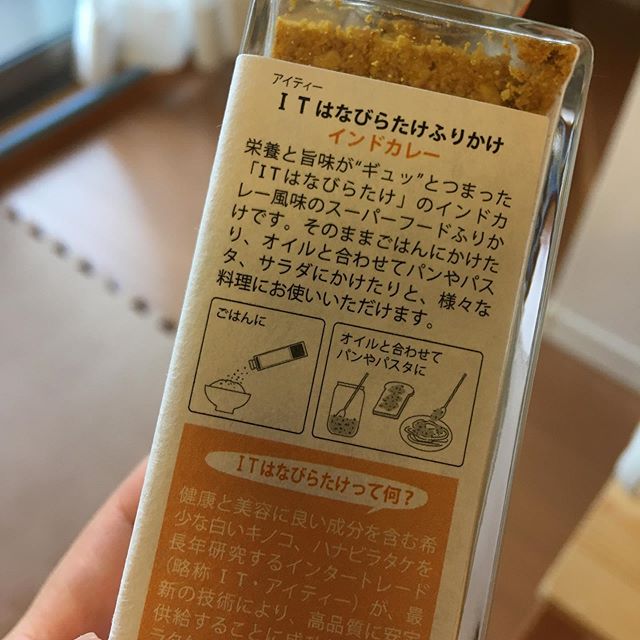 アイティー
ITはなびらたけふりかけ
インドカレー
栄養と旨味が“ギュッ”とつまった
「ITはなびらたけ」のインドカ
レー風味のスーパーフードふりか
けです。そのままごはんにかけた
り、オイルと合わせてパンやパス
タ、サラダにかけたりと、様々な
料理にお使いいただけます。
ごはんに
オイルと合わせて
パンやパスタに
ITはなびらたけって何?
健康と美容に良い成分を含む希
少な白いキノコ、ハナビラタケを
長年研究するインタートレード
(略称 IT・アイティー)が、最
新の技術により、高品質に安定
供給することに成功